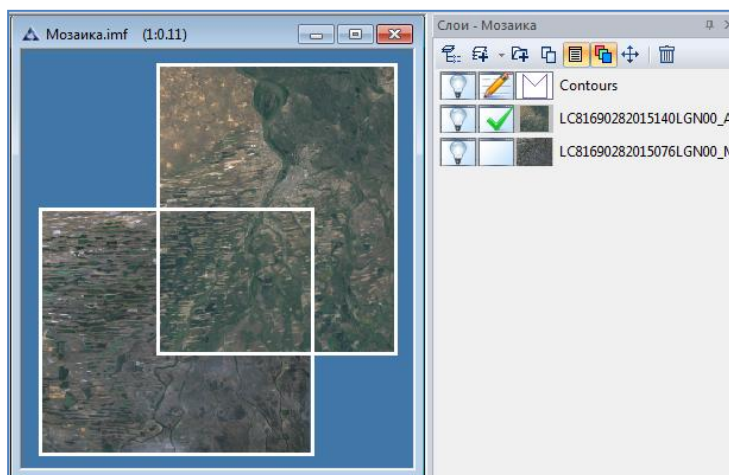 Мозаика.imf (1:0.11)
Слои - Мозаика
Contours
LC81690282015140LGN00_A
LC81690282015076LGN00_M